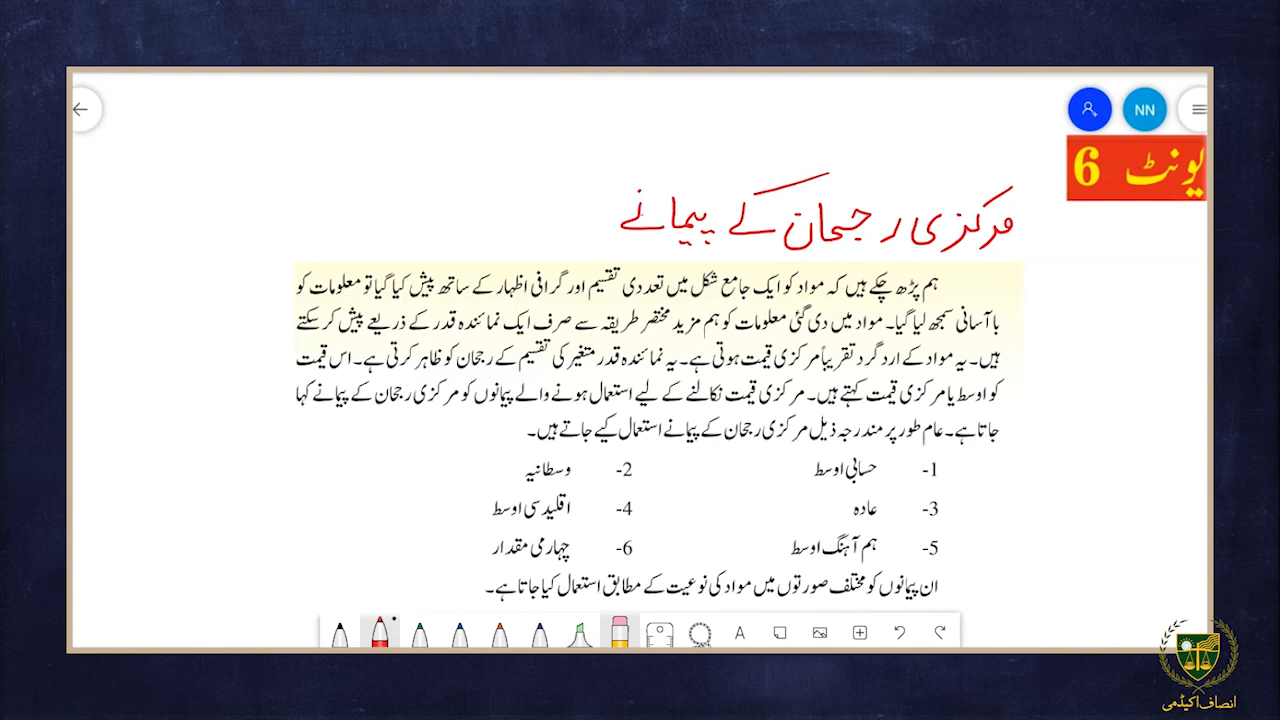 NN
یونٹ 6
مرکزی رجحان کے پیمانے
ہم پڑھ چکے ہیں کہ مواد کو ایک جامع شکل میں تعددی تقسیم اور گرافی اظہار کے ساتھ پیش کیا گیا تو معلومات کو
باآسانی سمجھ لیا گیا۔ مواد میں دی گئی معلومات کو ہم مزید مختصر طریقہ سے صرف ایک نمائندہ قدر کے ذریعے پیش کر سکتے
ہیں۔ یہ مواد کے ارد گرد تقریباً مرکزی قیمت ہوتی ہے۔ یہ نمائندہ قدر متغیر کی تقسیم کے رجحان کو ظاہر کرتی ہے۔ اس قیمت
کو اوسط یا مرکزی قیمت کہتے ہیں۔ مرکزی قیمت نکالنے کے لیے استعمال ہونے والے پیمانوں کو مرکزی رجحان کے پیمانے کہا
جاتا ہے۔ عام طور پر مندرجہ ذیل مرکزی رجحان کے پیمانے استعمال کیے جاتے ہیں۔
1- حسابی اوسط 2- وسطانیہ
3- عادہ 4- اقلیدسی اوسط
5- ہم آہنگ اوسط 6- چہارمی مقدار
ان پیمانوں کو مختلف صورتوں میں مواد کی نوعیت کے مطابق استعمال کیا جاتا ہے۔
A
انصاف اکیڈمی